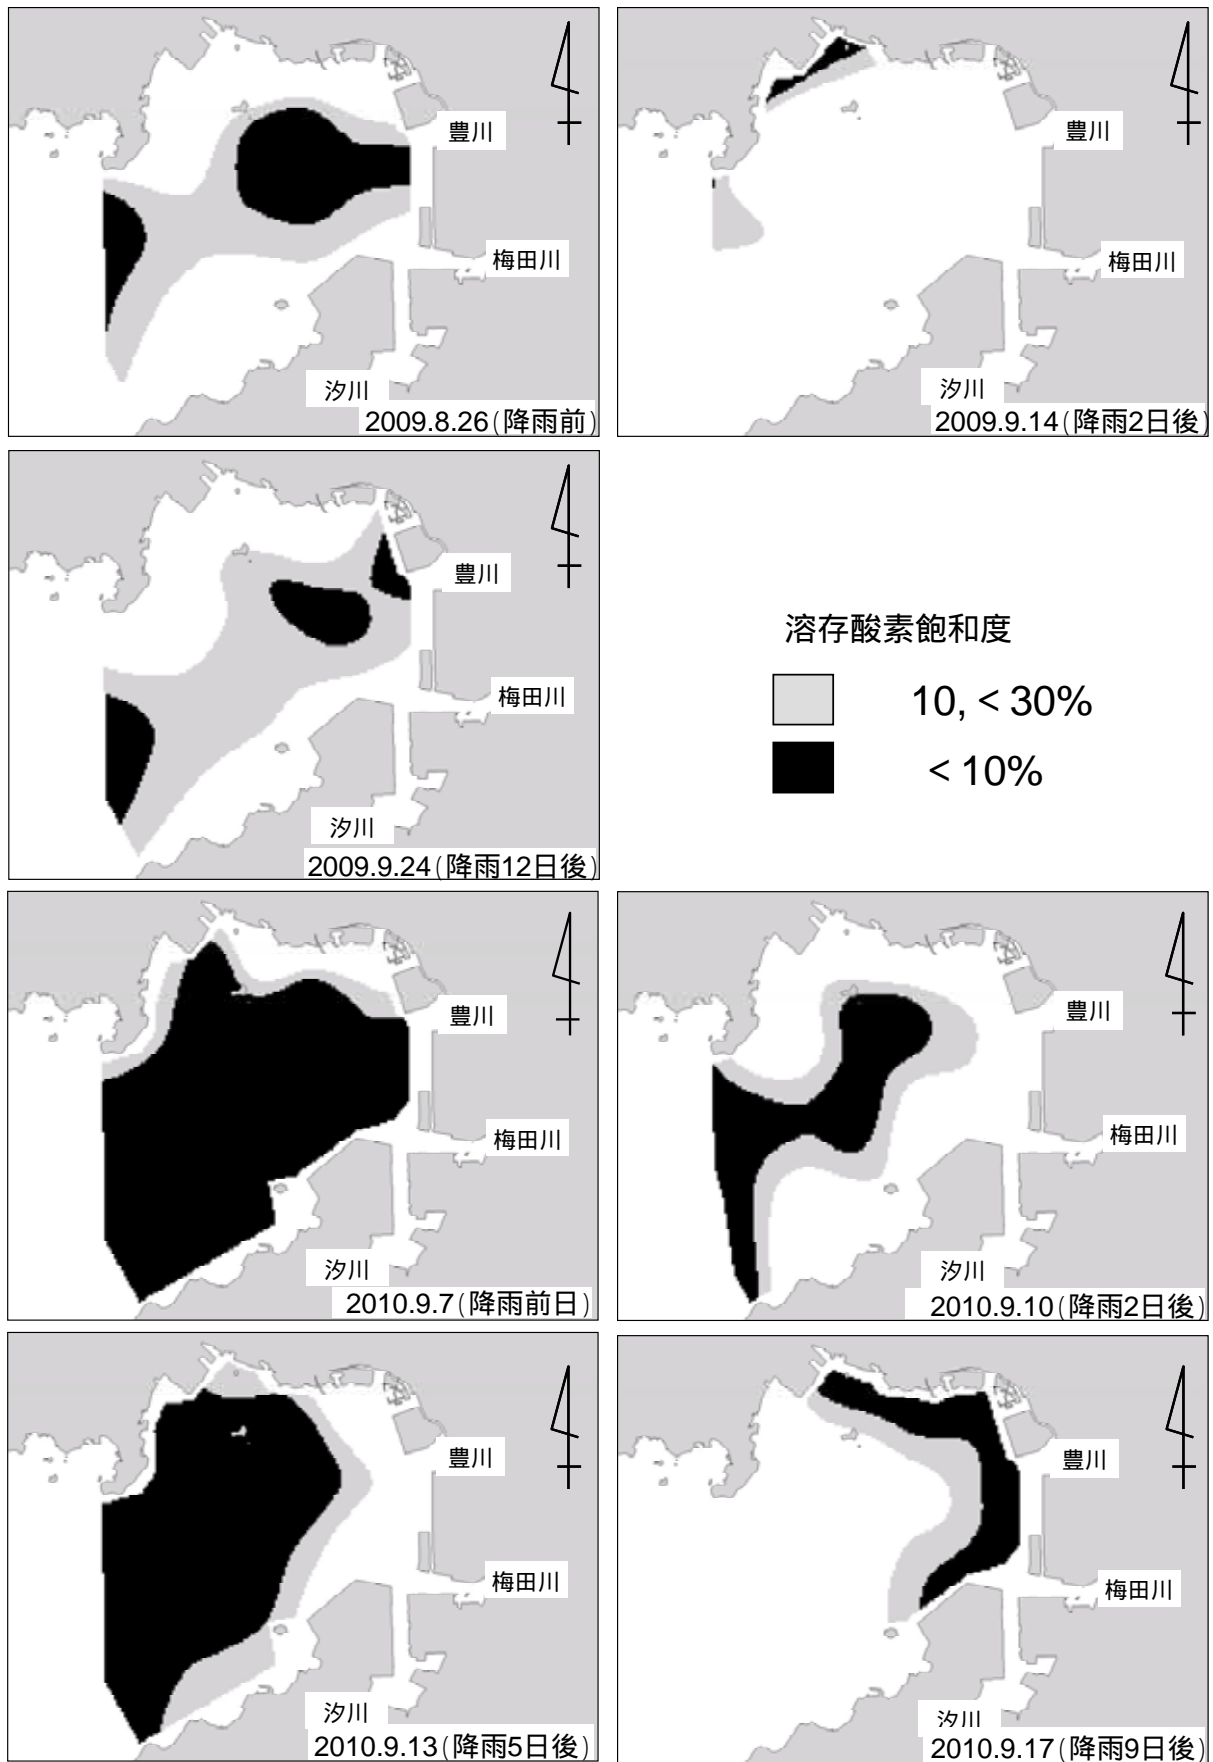 豊川
梅田川
汐川
2009.8.26(降雨前)
豊川
梅田川
汐川
2009.9.14(降雨2日後)
豊川
梅田川
汐川
2009.9.24(降雨12日後)
溶存酸素飽和度
10, < 30%
< 10%
豊川
梅田川
汐川
2010.9.7(降雨前日)
豊川
梅田川
汐川
2010.9.10(降雨2日後)
豊川
梅田川
汐川
2010.9.13(降雨5日後)
豊川
梅田川
汐川
2010.9.17(降雨9日後)